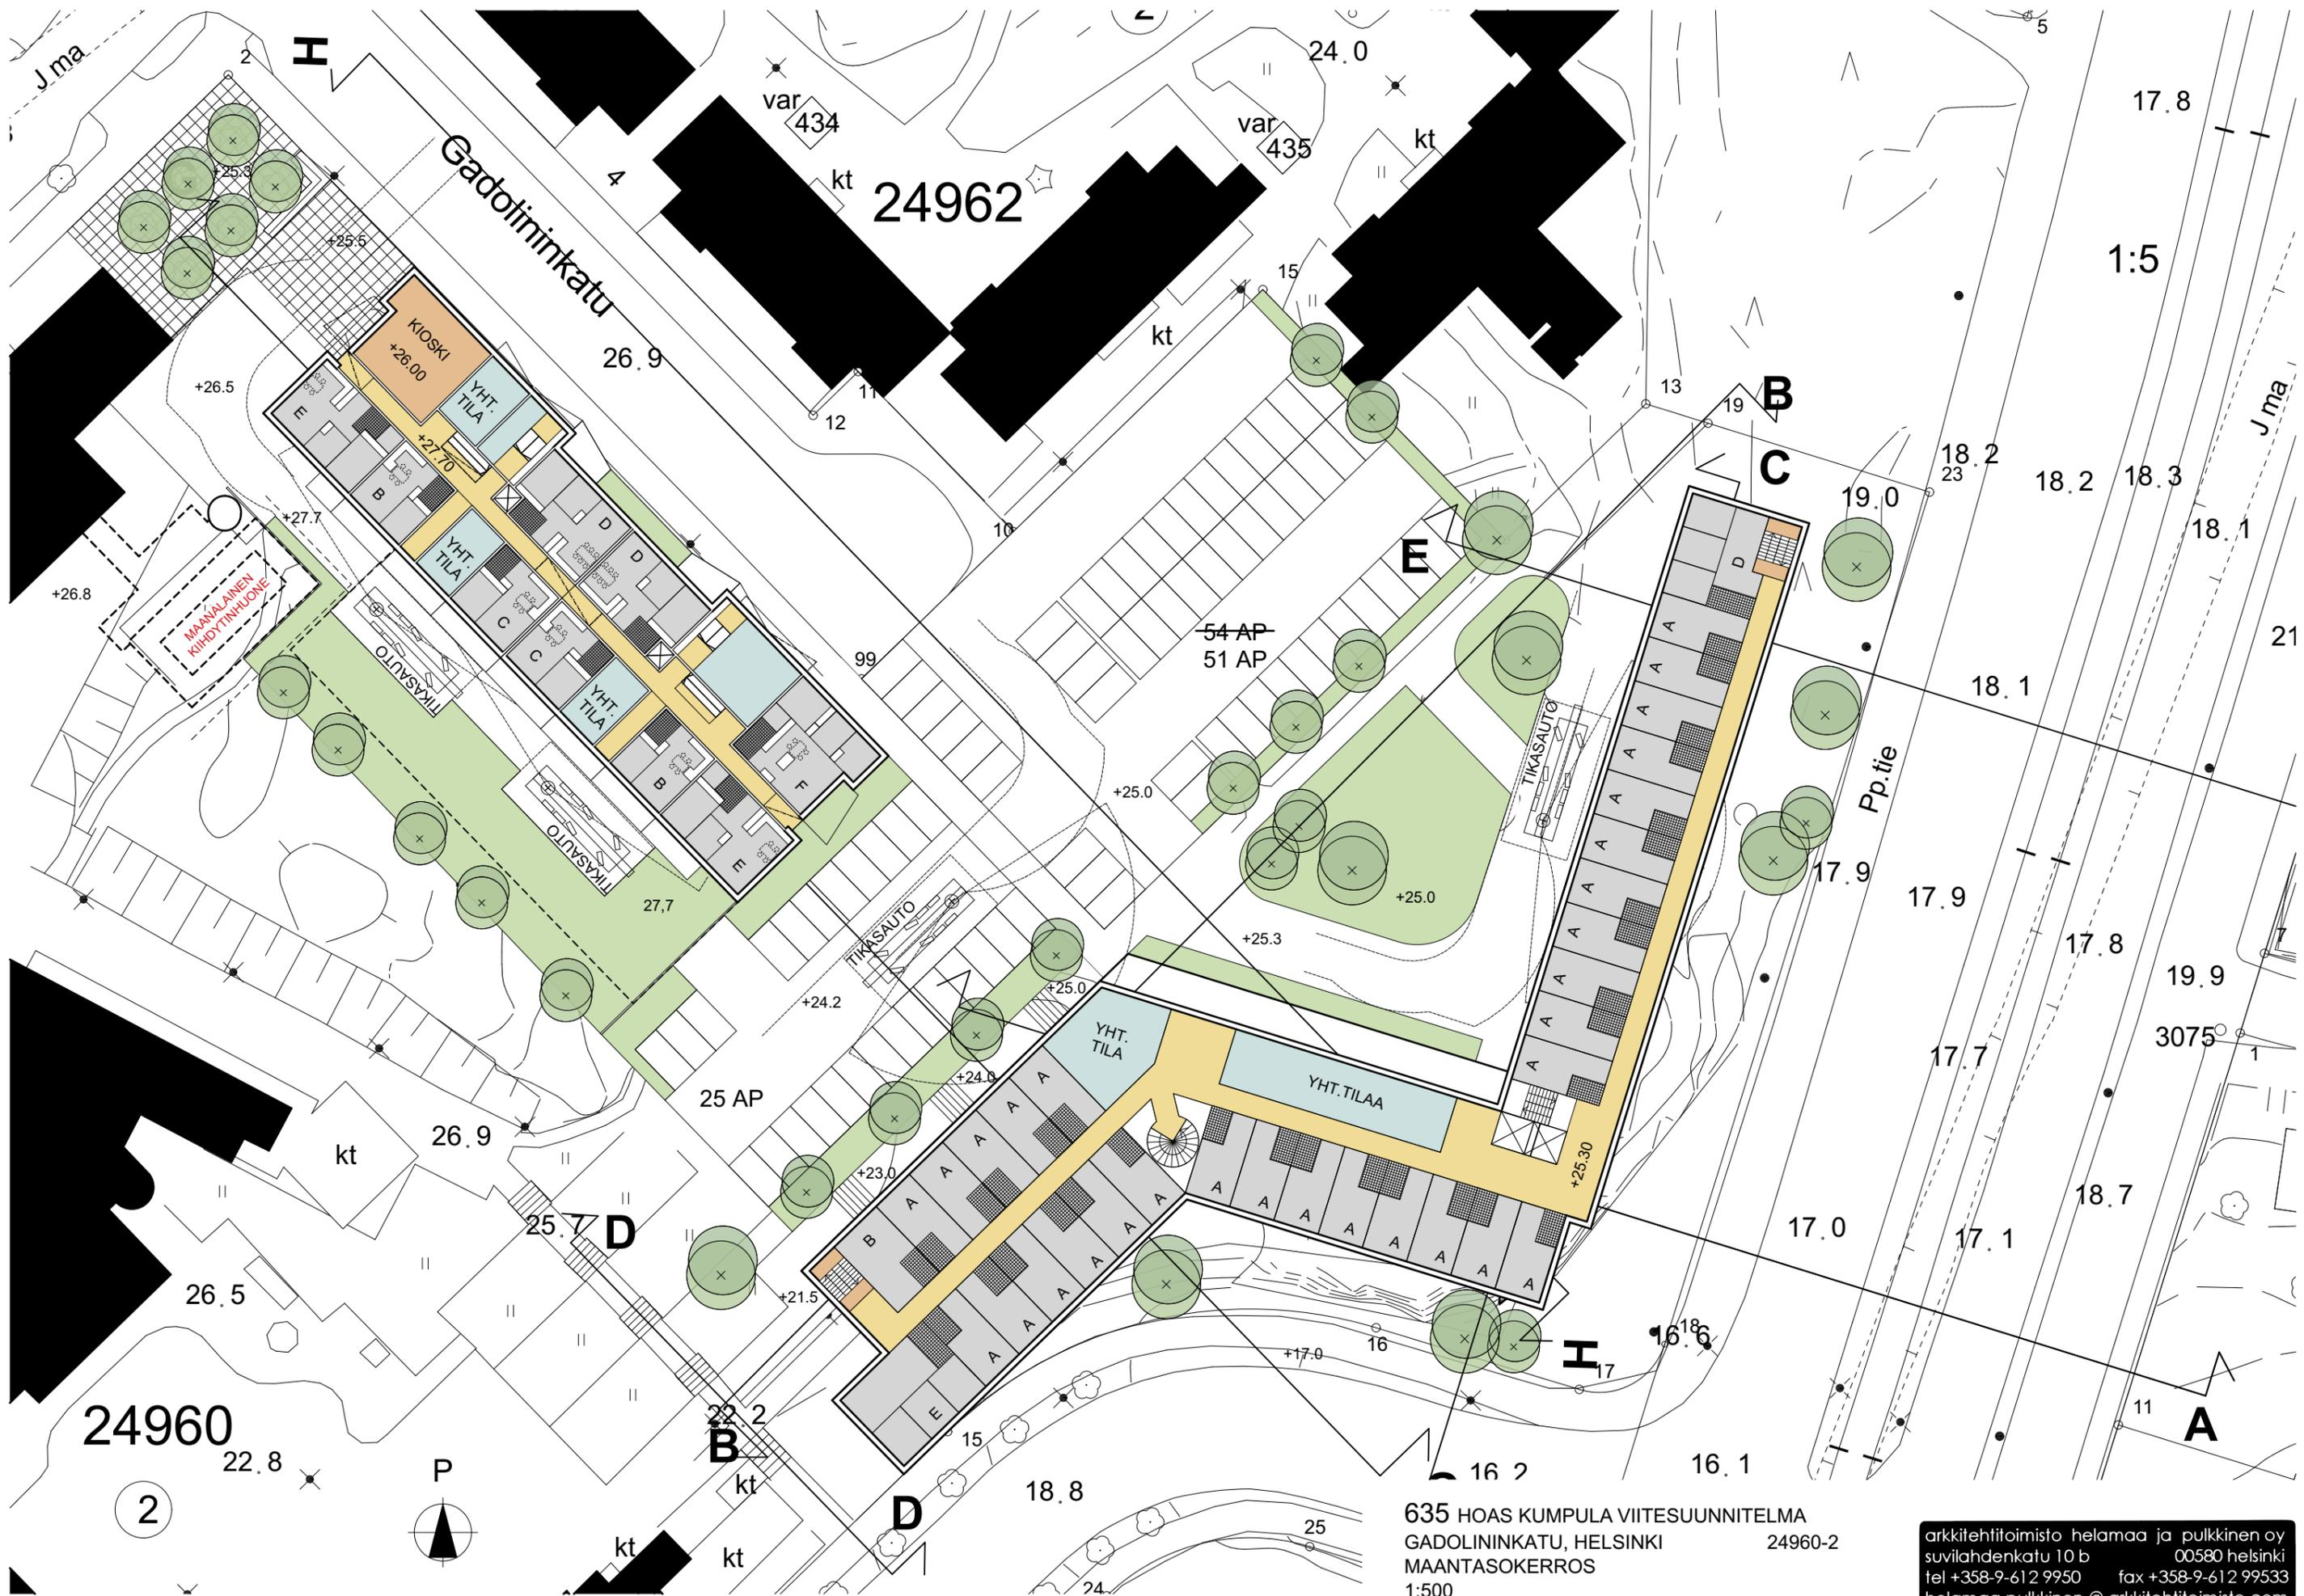 J ma
2
H
+25.3
+25.5
Gadolininkatu
4
var
434
kt
24962
24.0
var
435
kt
15
5
17.8
1:5
J ma
KIOSKI
+26.00
YHT.
TILA
26.9
11
12
kt
13
19
B
C
18.2
23
19.0
18.2
18.3
18.1
+26.5
E
+27.70
B
D
D
+27.7
YHT.
TILA
C
C
YHT.
TILA
B
E
F
MAANALAINEN
KIIHDYTINHUONE
+26.8
TIKASAUTO
TIKASAUTO
27,7
10
99
E
54 AP
51 AP
+25.0
TIKASAUTO
+25.0
+25.3
D
A
A
A
A
A
A
A
A
A
A
A
18.1
21
Pp.tie
17.9
17.9
17.8
19.9
7
3075
1
17.7
TIKASAUTO
+24.2
+25.0
+24.0
25 AP
+23.0
+21.5
YHT.
TILA
YHT.TILAA
+25.30
A
A
A
A
A
B
A
A
A
A
A
A
A
E
A
A
A
A
A
A
A
A
26.9
kt
25.7
D
26.5
24960
22.8
2
P
22.2
B
kt
kt
kt
D
15
18.8
16
+17.0
H
17
16.6
18
17.0
17.1
18.7
11
A
16.2
16.1
25
24
635 HOAS KUMPULA VIITESUUNNITELMA
GADOLININKATU, HELSINKI 24960-2
MAANTASOKERROS
1:500
arkkitehtitoimisto helamaa ja pulkkinen oy
suvilahdenkatu 10 b 00580 helsinki
tel +358-9-612 9950 fax +358-9-612 99533